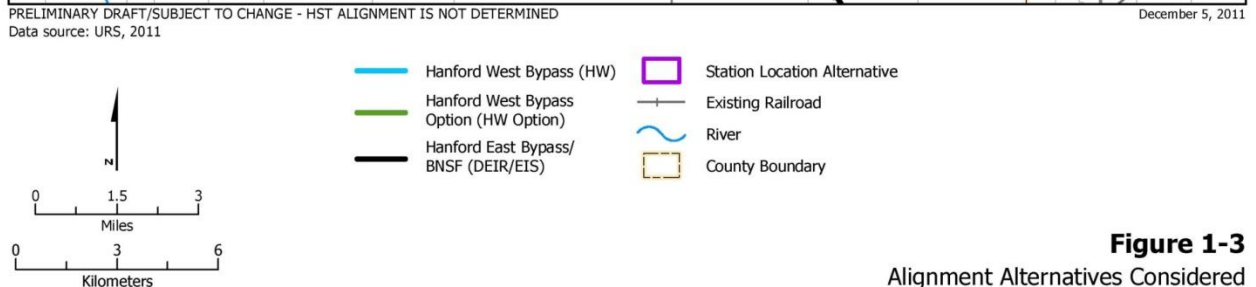 PRELIMINARY DRAFT/SUBJECT TO CHANGE - HST ALIGNMENT IS NOT DETERMINED
December 5, 2011
Data source: URS, 2011
Hanford West Bypass (HW)
Hanford West Bypass
Option (HW Option)
Hanford East Bypass/
BNSF (DEIR/EIS)
Station Location Alternative
Existing Railroad
River
County Boundary
N
0 1.5 3
Miles
0 3 6
Kilometers
Figure 1-3
Alignment Alternatives Considered